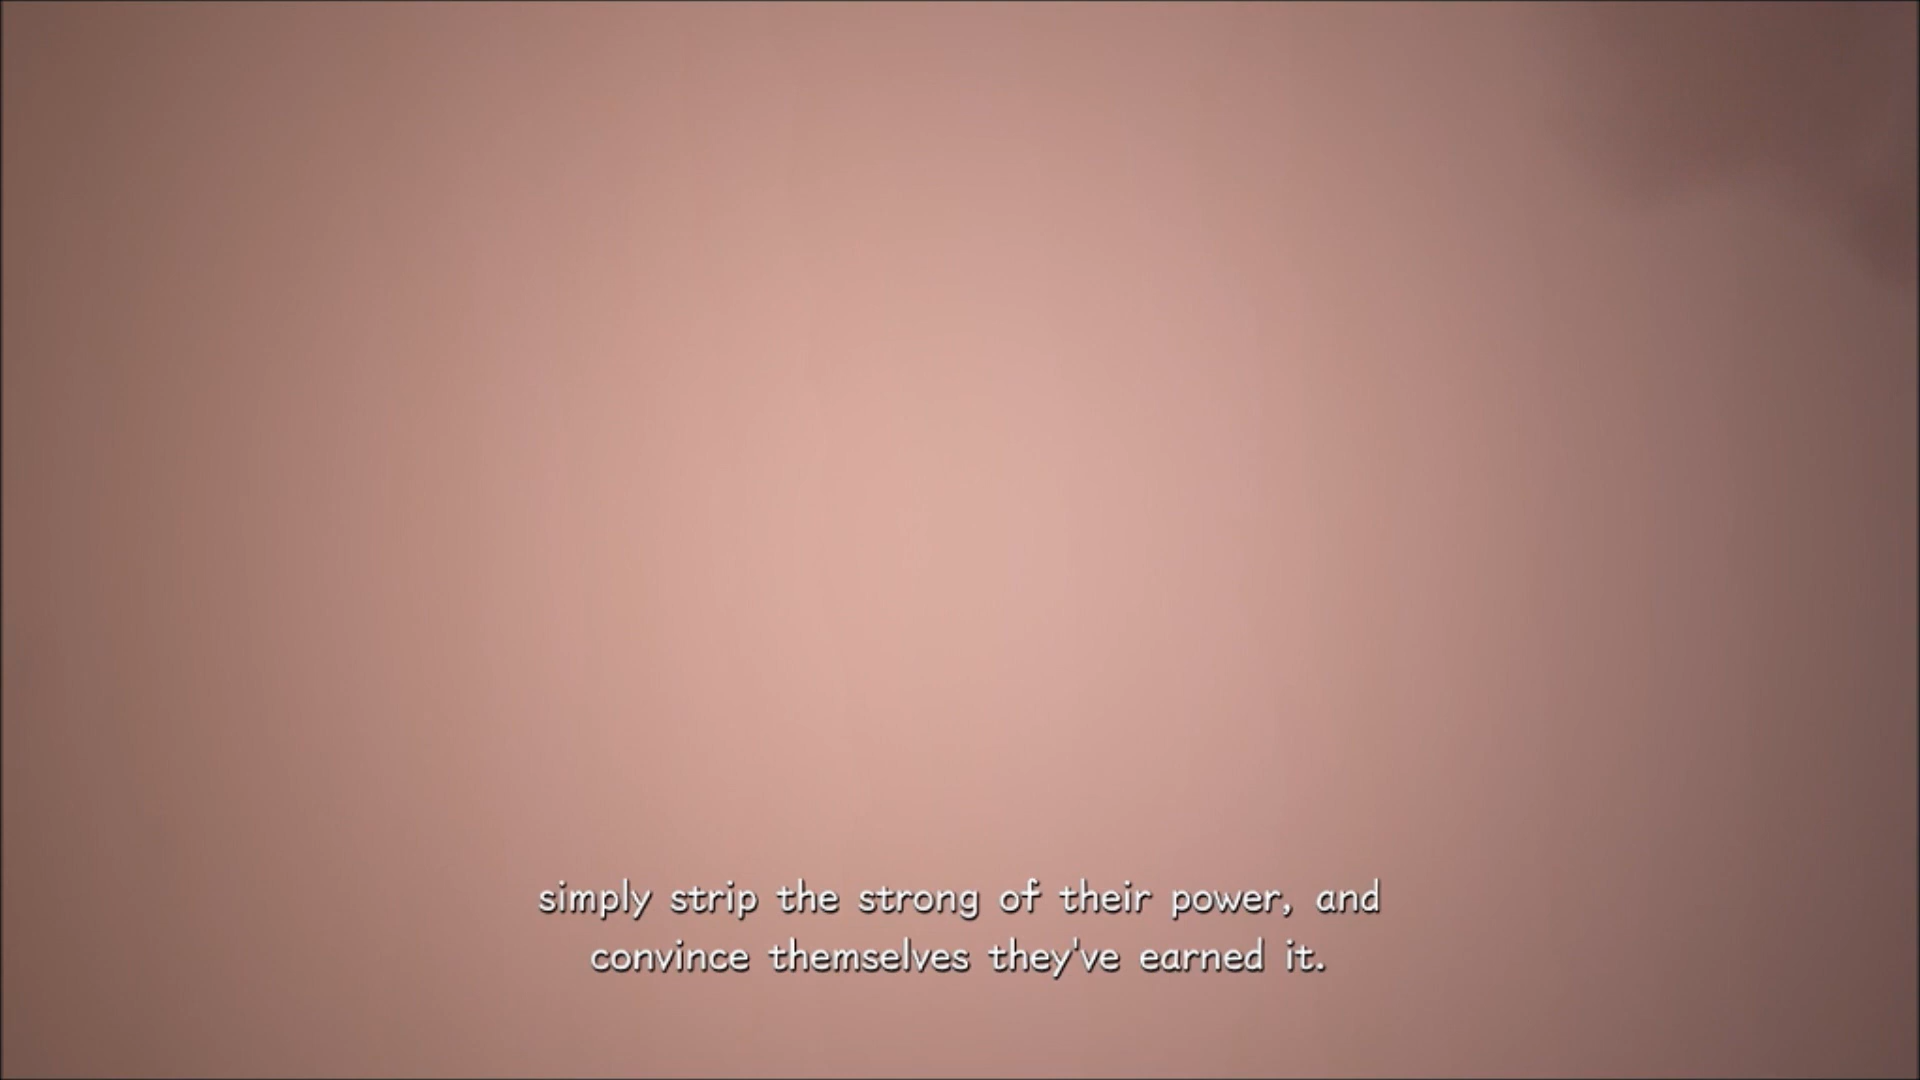 simply strip the strong of their power, and
convince themselves they've earned it.